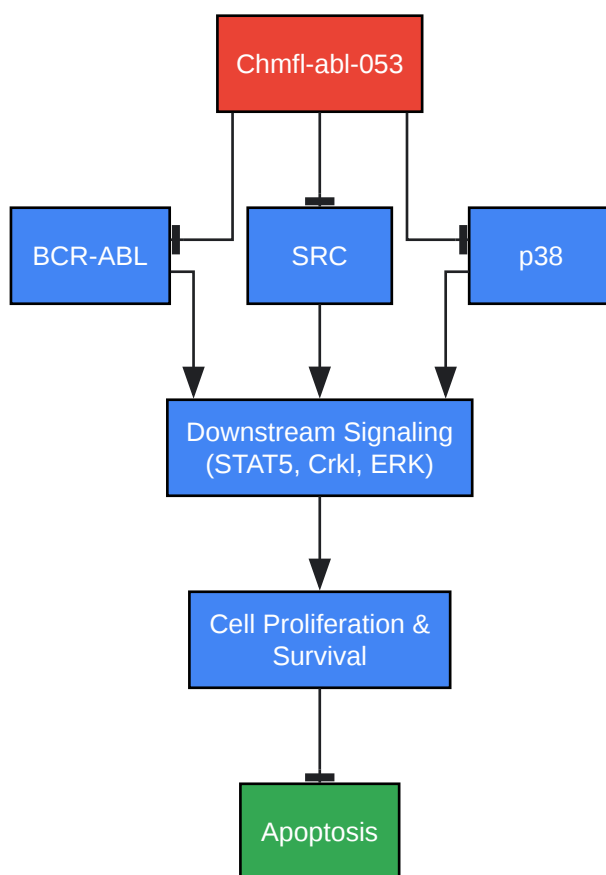 Chmfl-abl-053
BCR-ABL
SRC
p38
Downstream Signaling
(STAT5, Crkl, ERK)
Cell Proliferation &
Survival
Apoptosis